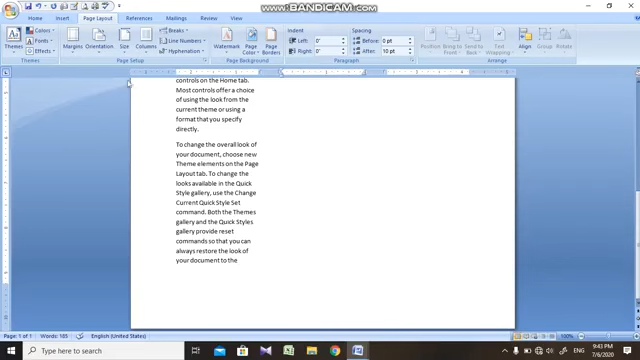 www.BANDICAM.com
Home Insert Page Layout References Mailings Review View
Themes Colors Fonts Effects Themes
Margins Orientation Size Columns Breaks Line Numbers Hyphenation Page Setup
Watermark Page Color Page Borders Page Background
Indent Left: 0" Right: 0"
Spacing Before: 0 pt After: 10 pt Paragraph
Position Bring to Front Send to Back Text Wrapping Align Group Rotate Arrange
controls on the Home tab.
Most controls offer a choice
of using the look from the
current theme or using a
format that you specify
directly.
To change the overall look of
your document, choose new
Theme elements on the Page
Layout tab. To change the
looks available in the Quick
Style gallery, use the Change
Current Quick Style Set
command. Both the Themes
gallery and the Quick Styles
gallery provide reset
commands so that you can
always restore the look of
your document to the
Page: 1 of 1 Words: 185 English (United States) 100%
Type here to search ENG 9:43 PM
7/6/2020